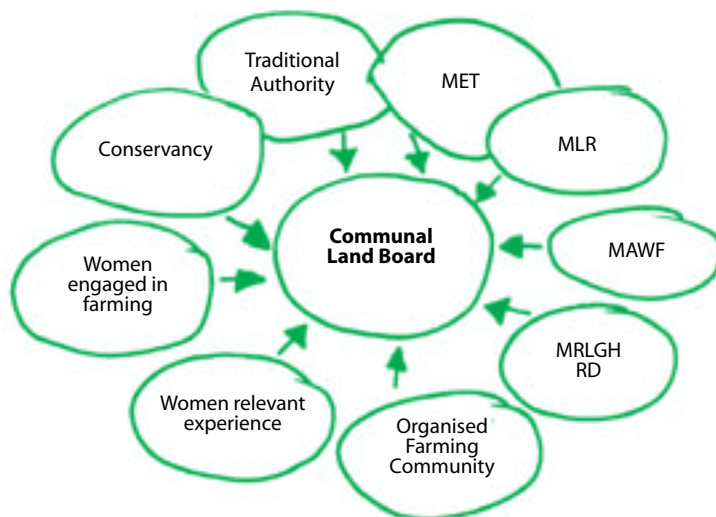 Traditional
Authority
MET
Conservancy
MLR
Communal
Land Board
MAWF
Women
engaged in
farming
MRLGH
RD
Women relevant
experience
Organised
Farming
Community